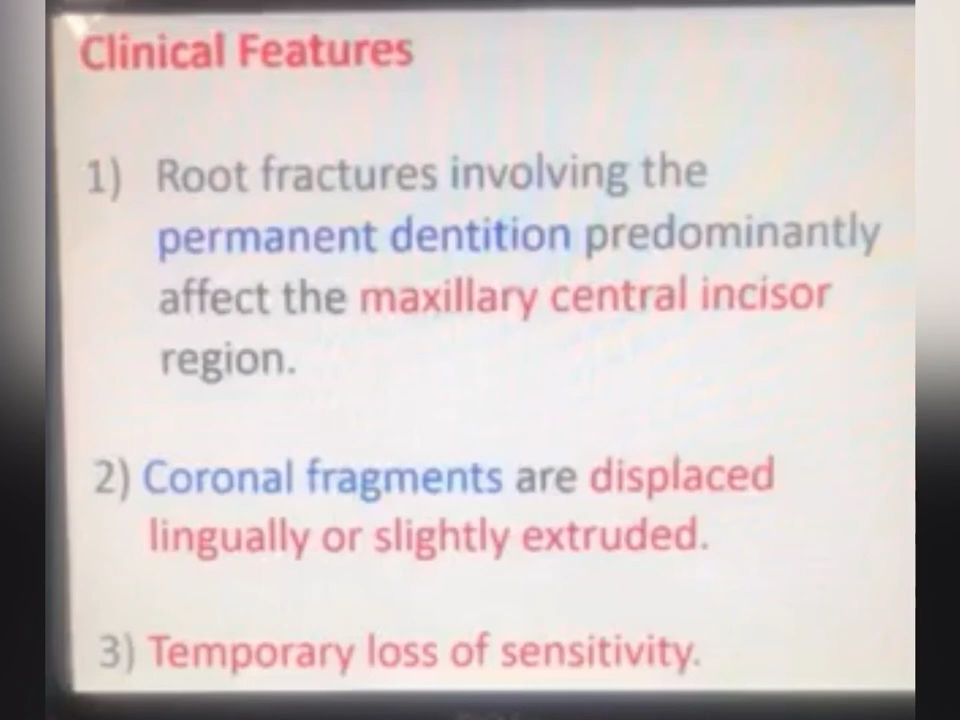 Clinical Features
1) Root fractures involving the
permanent dentition predominantly
affect the maxillary central incisor
region.
2) Coronal fragments are displaced
lingually or slightly extruded.
3) Temporary loss of sensitivity.